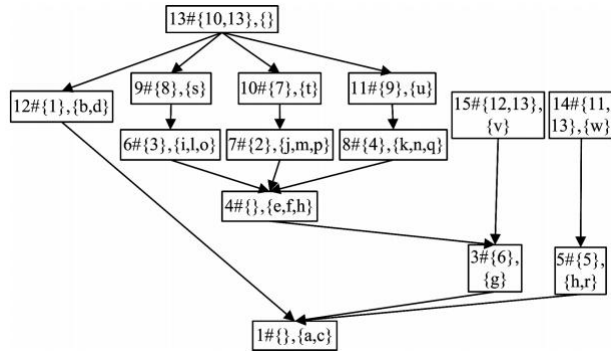 13#{10,13},{}
9#{8},{s}
10#{7},{t}
11#{9},{u}
12#{1},{b,d}
15#{12,13},
{v}
14#{11,
13},{w}
6#{3},{i,l,o}
7#{2},{j,m,p}
8#{4},{k,n,q}
4#{},{e,f,h}
3#{6},
{g}
5#{5},
{h,r}
1#{},{a,c}